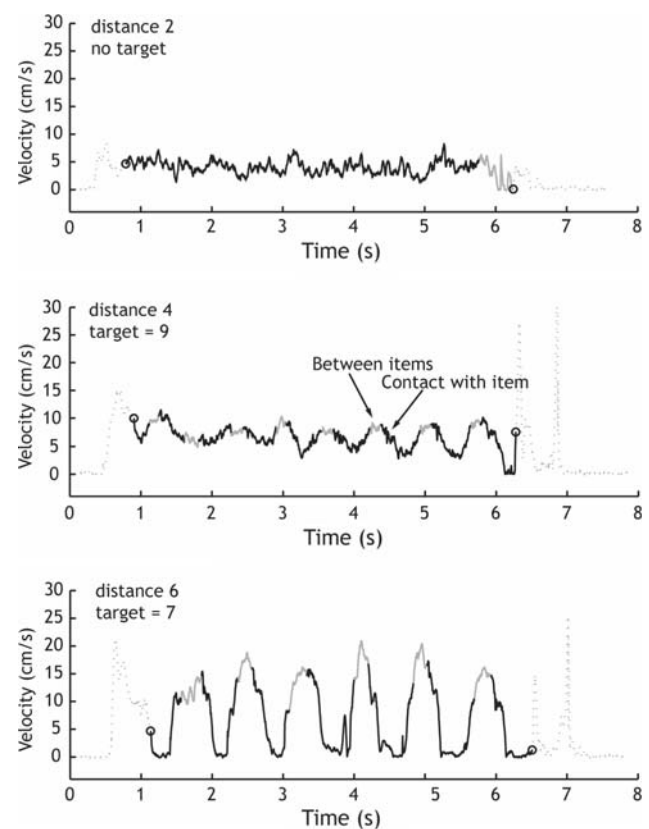 distance 2
no target
Velocity (cm/s)
30
25
20
15
10
5
0
0 1 2 3 4 5 6 7 8
Time (s)
distance 4
target = 9
Velocity (cm/s)
30
25
20
15
10
5
0
Between items
Contact with item
0 1 2 3 4 5 6 7 8
Time (s)
distance 6
target = 7
Velocity (cm/s)
30
25
20
15
10
5
0
0 1 2 3 4 5 6 7 8
Time (s)